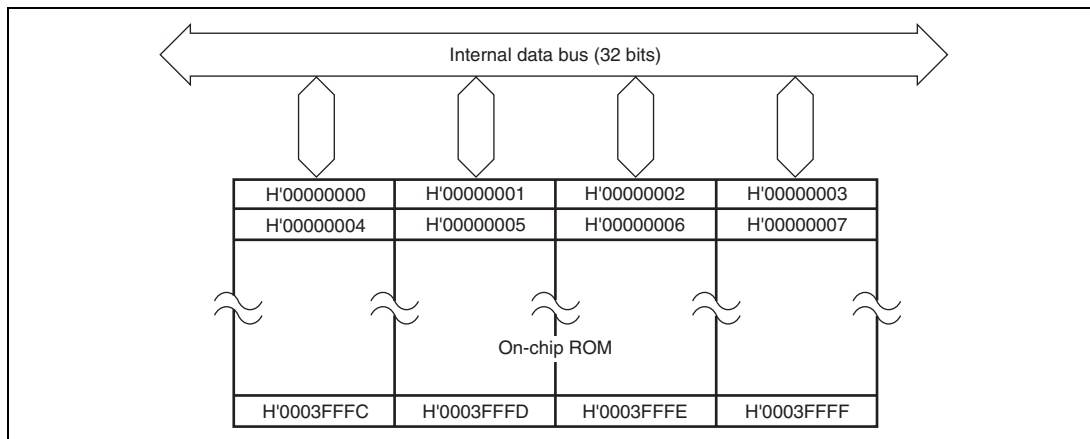 Internal data bus (32 bits)
H'00000000 H'00000001 H'00000002 H'00000003
H'00000004 H'00000005 H'00000006 H'00000007
On-chip ROM
H'0003FFFC H'0003FFFD H'0003FFFE H'0003FFFF